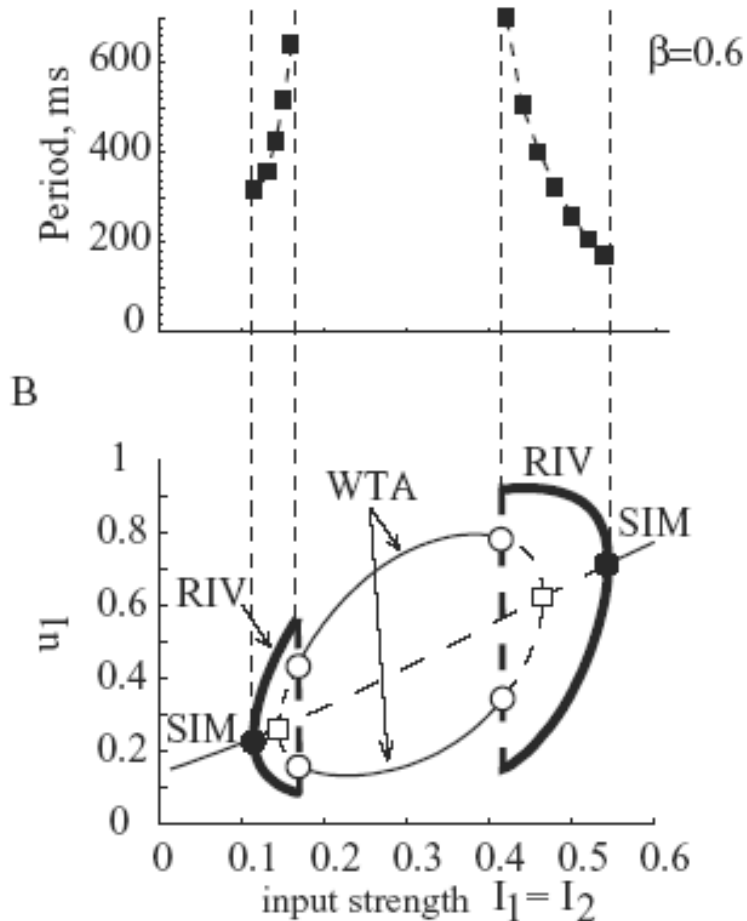 600
400
200
0
Period, ms
β=0.6
B
1
0.8
0.6
0.4
0.2
0
u1
RIV
WTA
SIM
RIV
SIM
0 0.1 0.2 0.3 0.4 0.5 0.6
input strength I1 = I2